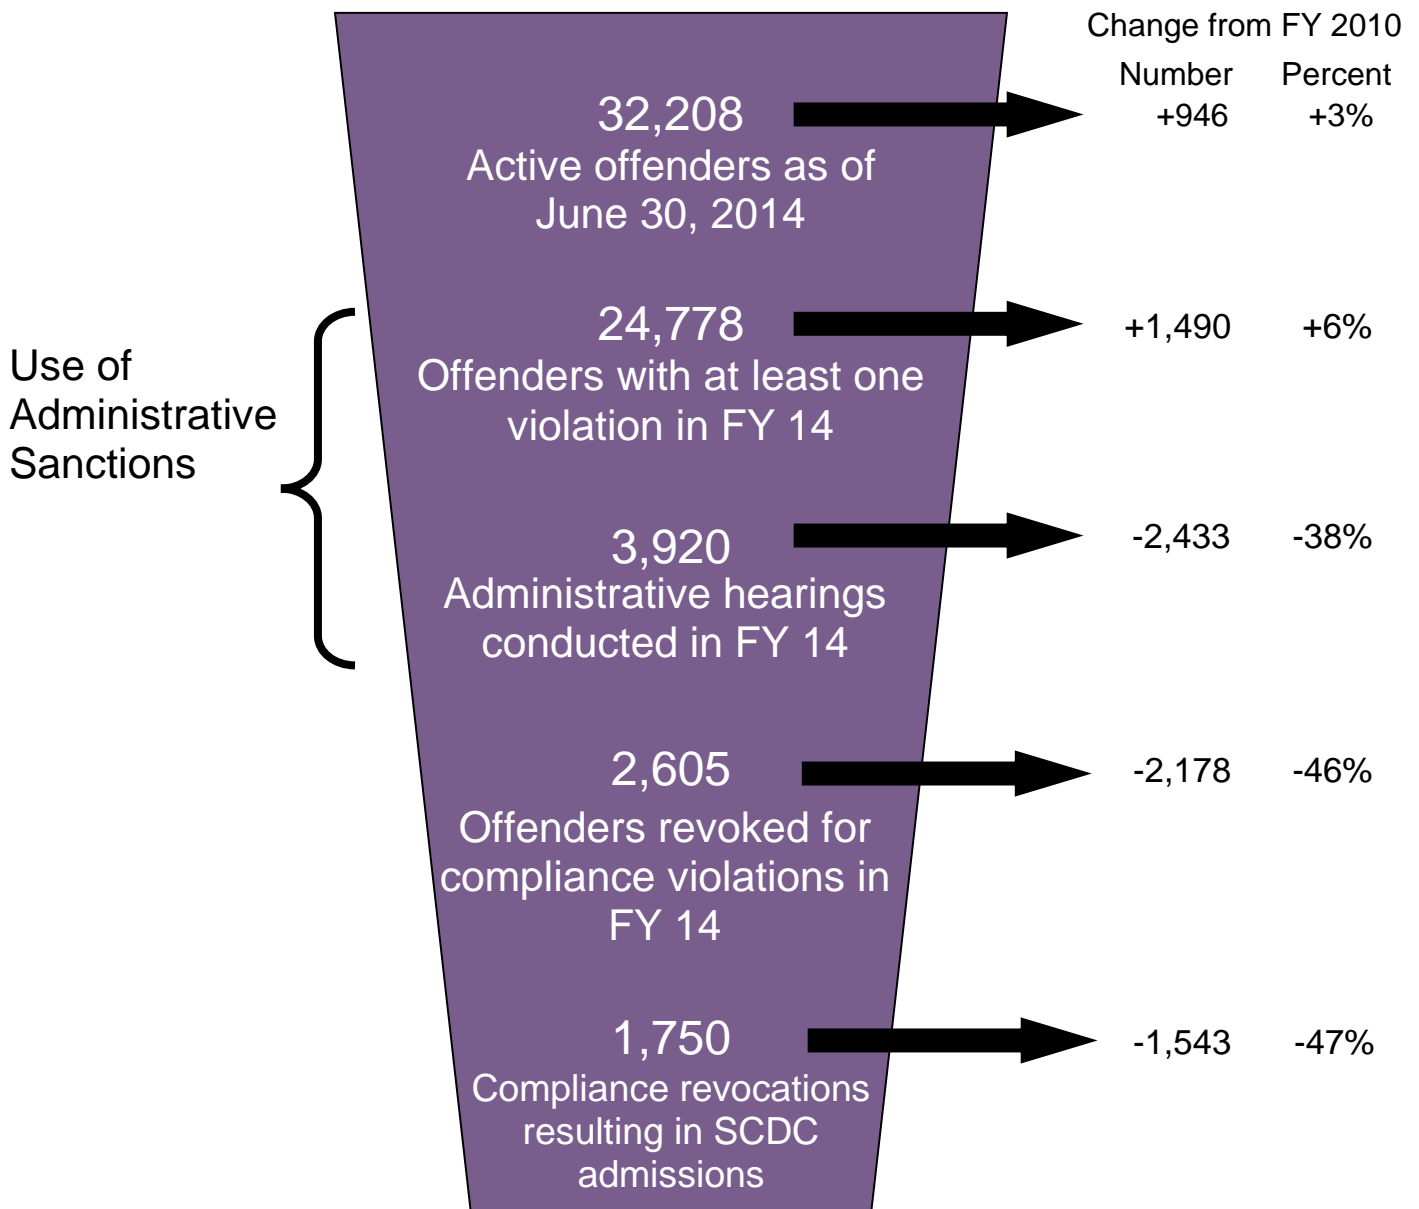 Change from FY 2010
Number Percent
32,208 +946 +3%
Active offenders as of
June 30, 2014
24,778 +1,490 +6%
Offenders with at least one
violation in FY 14
Use of
Administrative
Sanctions
3,920 -2,433 -38%
Administrative hearings
conducted in FY 14
2,605 -2,178 -46%
Offenders revoked for
compliance violations in
FY 14
1,750 -1,543 -47%
Compliance revocations
resulting in SCDC
admissions